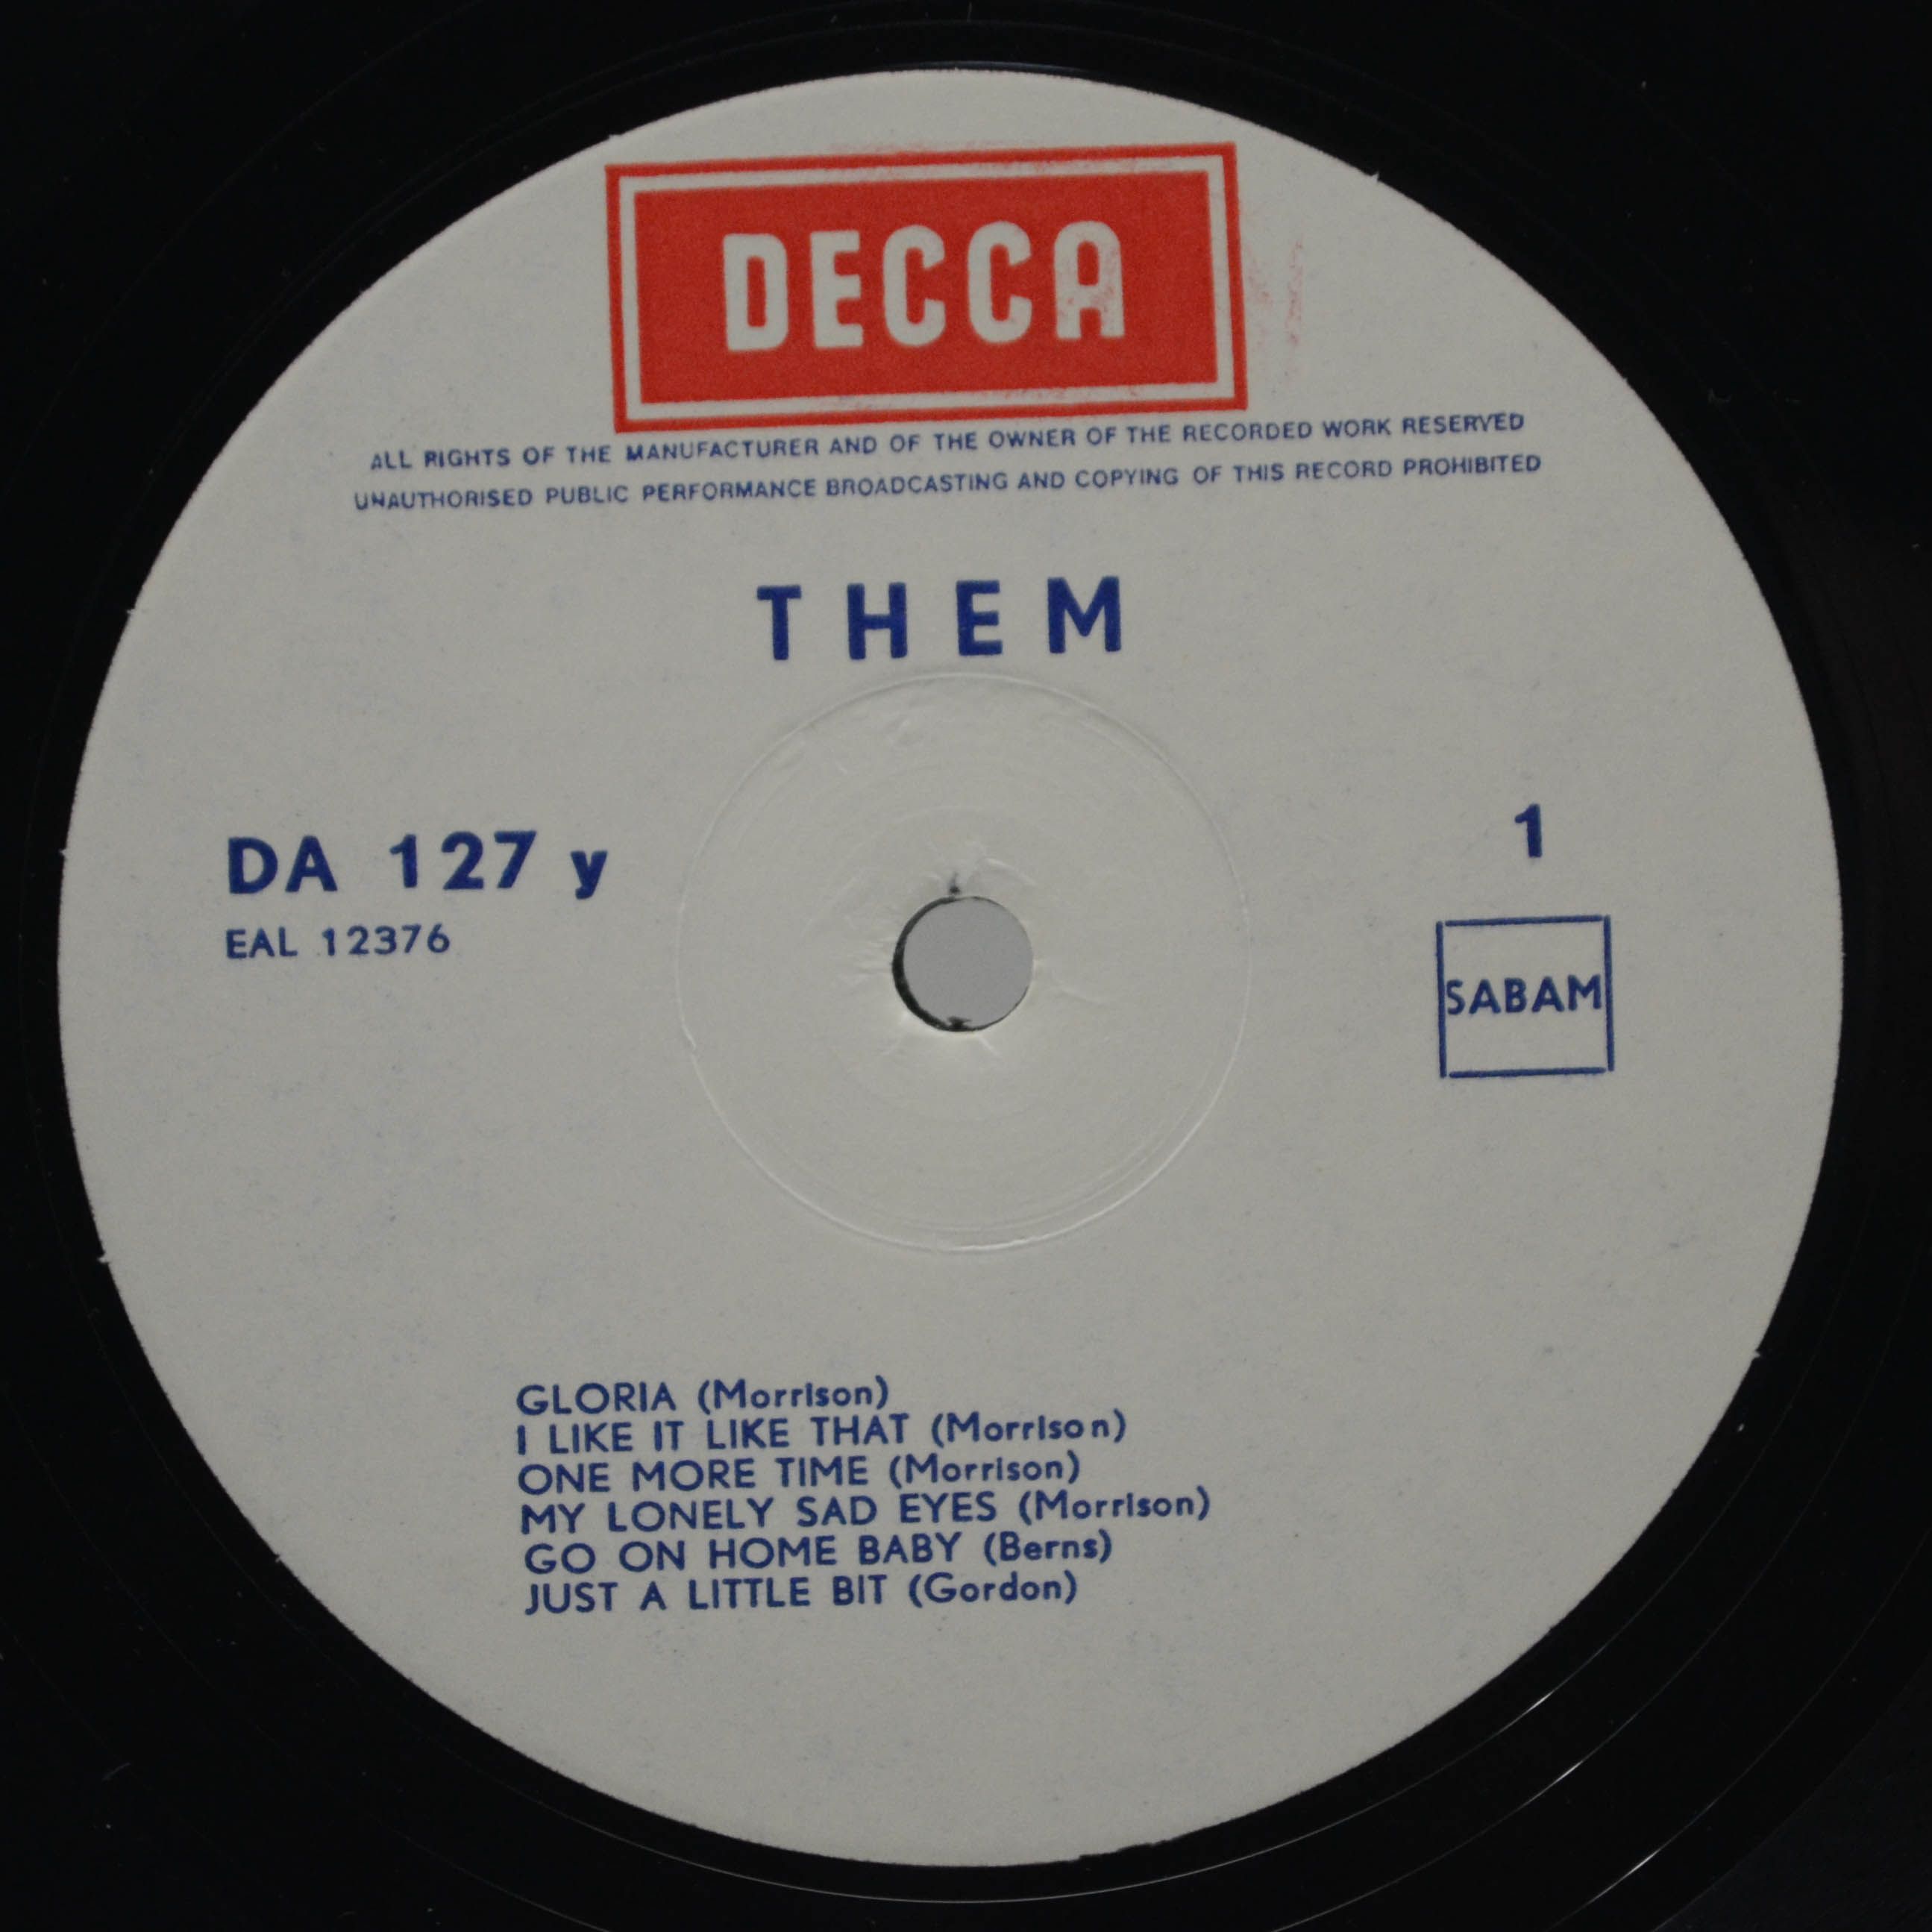 DECCA
ALL RIGHTS OF THE MANUFACTURER AND OF THE OWNER OF THE RECORDED WORK RESERVED
UNAUTHORISED PUBLIC PERFORMANCE BROADCASTING AND COPYING OF THIS RECORD PROHIBITED
THEM
DA 127 y
EAL 12376
1
SABAM
GLORIA (Morrison)
I LIKE IT LIKE THAT (Morrison)
ONE MORE TIME (Morrison)
MY LONELY SAD EYES (Morrison)
GO ON HOME BABY (Berns)
JUST A LITTLE BIT (Gordon)